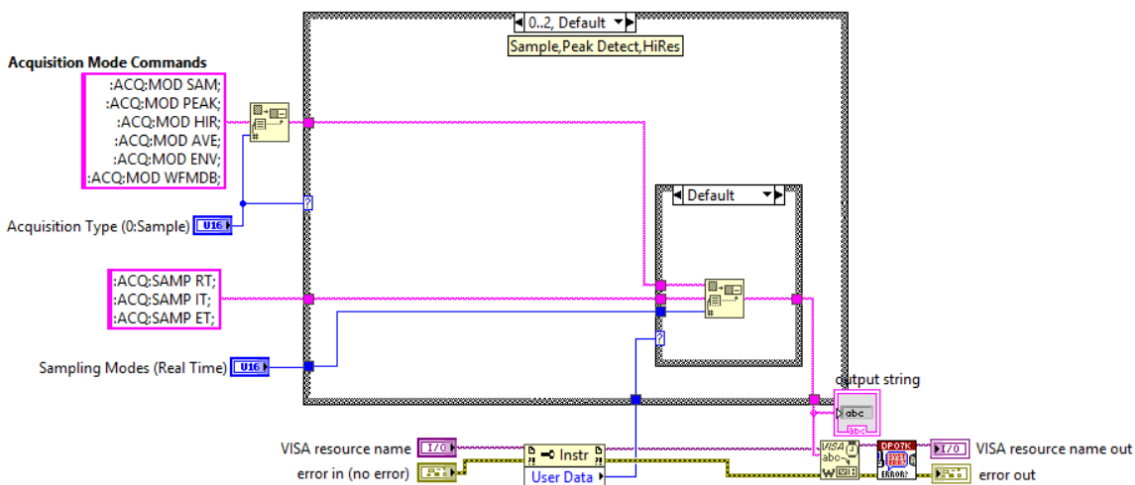 0..2, Default
Sample,Peak Detect,HiRes
Acquisition Mode Commands
:ACQ:MOD SAM;
:ACQ:MOD PEAK;
:ACQ:MOD HIR;
:ACQ:MOD AVE;
:ACQ:MOD ENV;
:ACQ:MOD WFMDB;
#
?
Acquisition Type (0:Sample)
U16
Default
:ACQ:SAMP RT;
:ACQ:SAMP IT;
:ACQ:SAMP ET;
#
?
Sampling Modes (Real Time)
U16
output string
abc
abc
VISA resource name
I/O
Instr
User Data
VISA
abc
W
DPO7K
SYST
ERR?
ERROR?
I/O
VISA resource name out
error in (no error)
error out